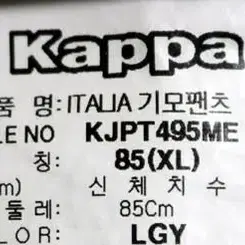 Kappa
품 명: ITALIA 기모팬츠
LE NO KJPT495ME
칭: 85(XL)
m) 신 체 치 수
둘 레: 85Cm
L O R: LGY